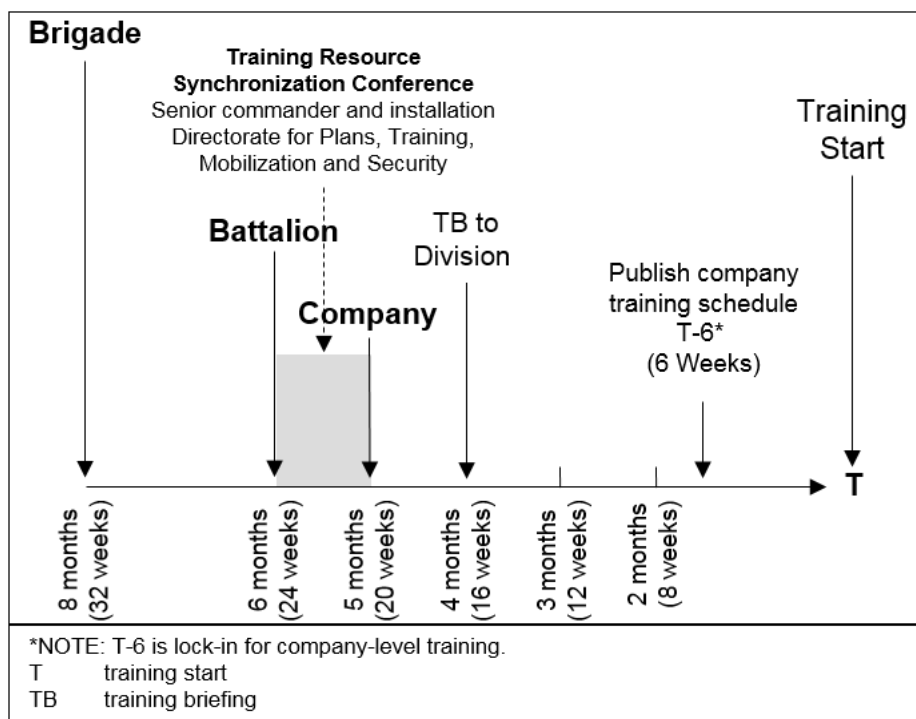 Brigade
Training Resource
Synchronization Conference
Senior commander and installation
Directorate for Plans, Training,
Mobilization and Security
Training
Start
Battalion
TB to
Division
Company
Publish company
training schedule
T-6*
(6 Weeks)
T
8 months
(32 weeks)
6 months
(24 weeks)
5 months
(20 weeks)
4 months
(16 weeks)
3 months
(12 weeks)
2 months
(8 weeks)
*NOTE: T-6 is lock-in for company-level training.
T training start
TB training briefing